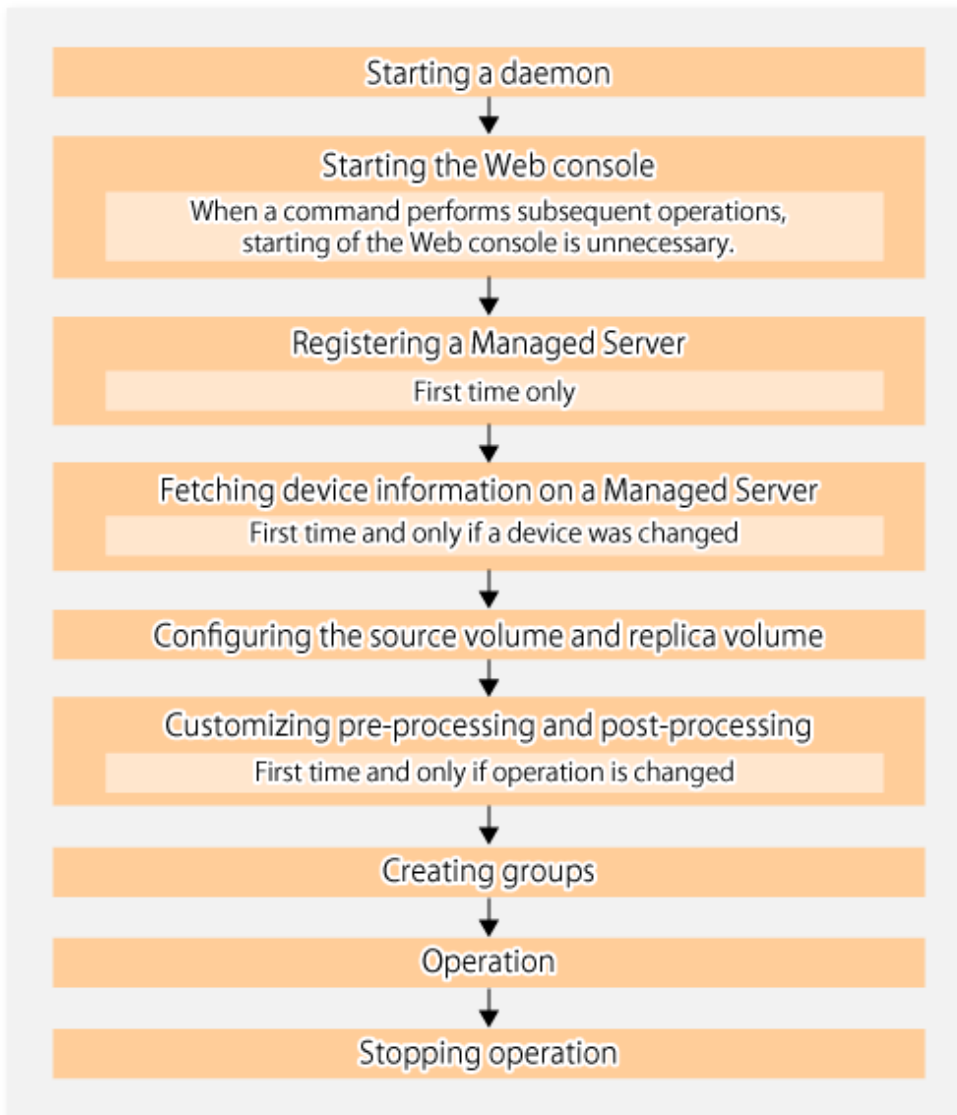 Starting a daemon
Starting the Web console
When a command performs subsequent operations,
starting of the Web console is unnecessary.
Registering a Managed Server
First time only
Fetching device information on a Managed Server
First time and only if a device was changed
Configuring the source volume and replica volume
Customizing pre-processing and post-processing
First time and only if operation is changed
Creating groups
Operation
Stopping operation